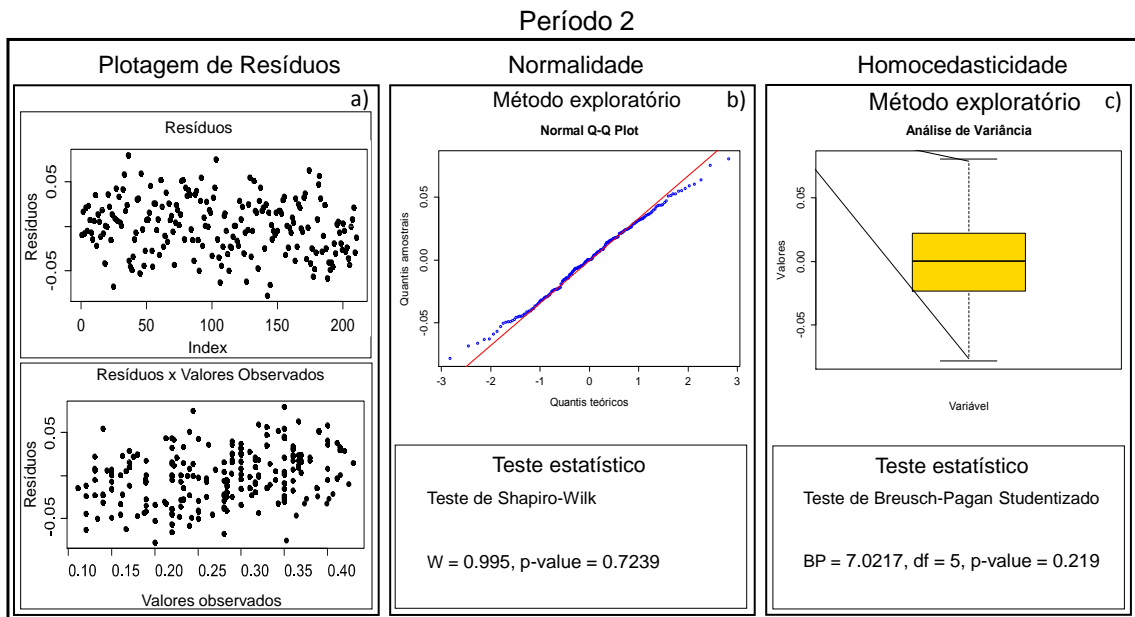 Período 2
Plotagem de Resíduos
a)
Resíduos
Resíduos
0.05
-0.05
0 50 100 150 200
Index
Resíduos x Valores Observados
Resíduos
0.05
-0.05
0.10 0.15 0.20 0.25 0.30 0.35 0.40
Valores observados
Normalidade
Método exploratório
b)
Normal Q-Q Plot
Quantis amostrais
0.05
0.00
-0.05
-3 -2 -1 0 1 2 3
Quantis teóricos
Teste estatístico
Teste de Shapiro-Wilk
W = 0.995, p-value = 0.7239
Homocedasticidade
Método exploratório
c)
Análise de Variância
Valores
0.05
0.00
-0.05
Variável
Teste estatístico
Teste de Breusch-Pagan Studentizado
BP = 7.0217, df = 5, p-value = 0.219